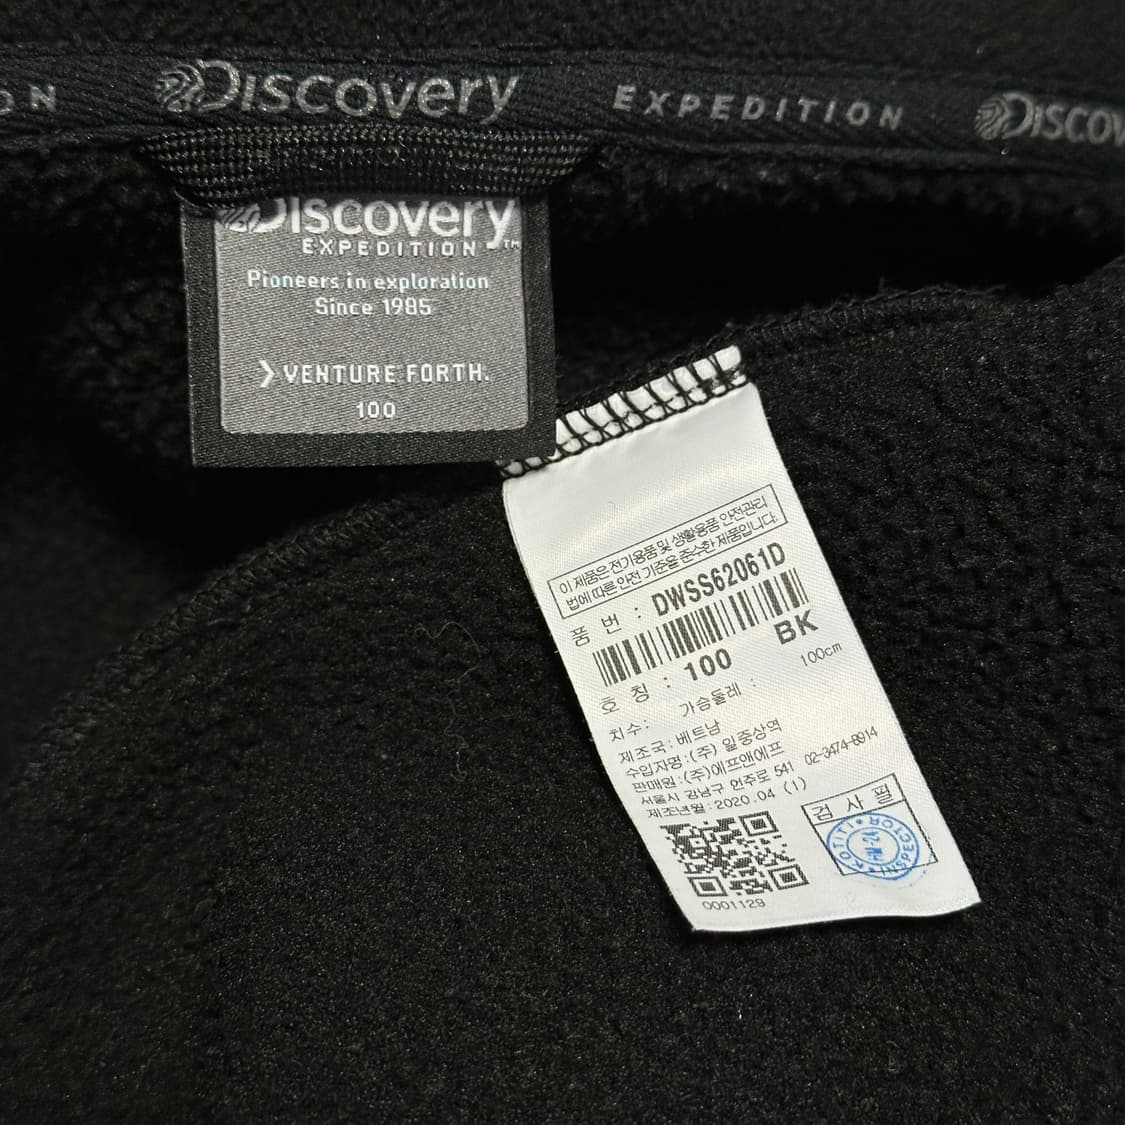 ON DISCOVERY EXPEDITION DISCOV
DISCOVERY
EXPEDITION™
Pioneers in exploration
Since 1985
VENTURE FORTH.
100
이 제품은 전기용품 및 생활용품 안전관리
법에 따른 안전 기준을 준수한 제품입니다.
품 번 : DWSS62061D
BK
호 칭 : 100
치수: 가슴둘레 : 100cm
제조국: 베트남
수입자명:(주) 일중상역
판매원:(주)에프앤에프
서울시 강남구 언주로 541 02-3474-8914
제조년월:2020.04 (1)
검 사 필
KOTITI INSPECTOR
0001129